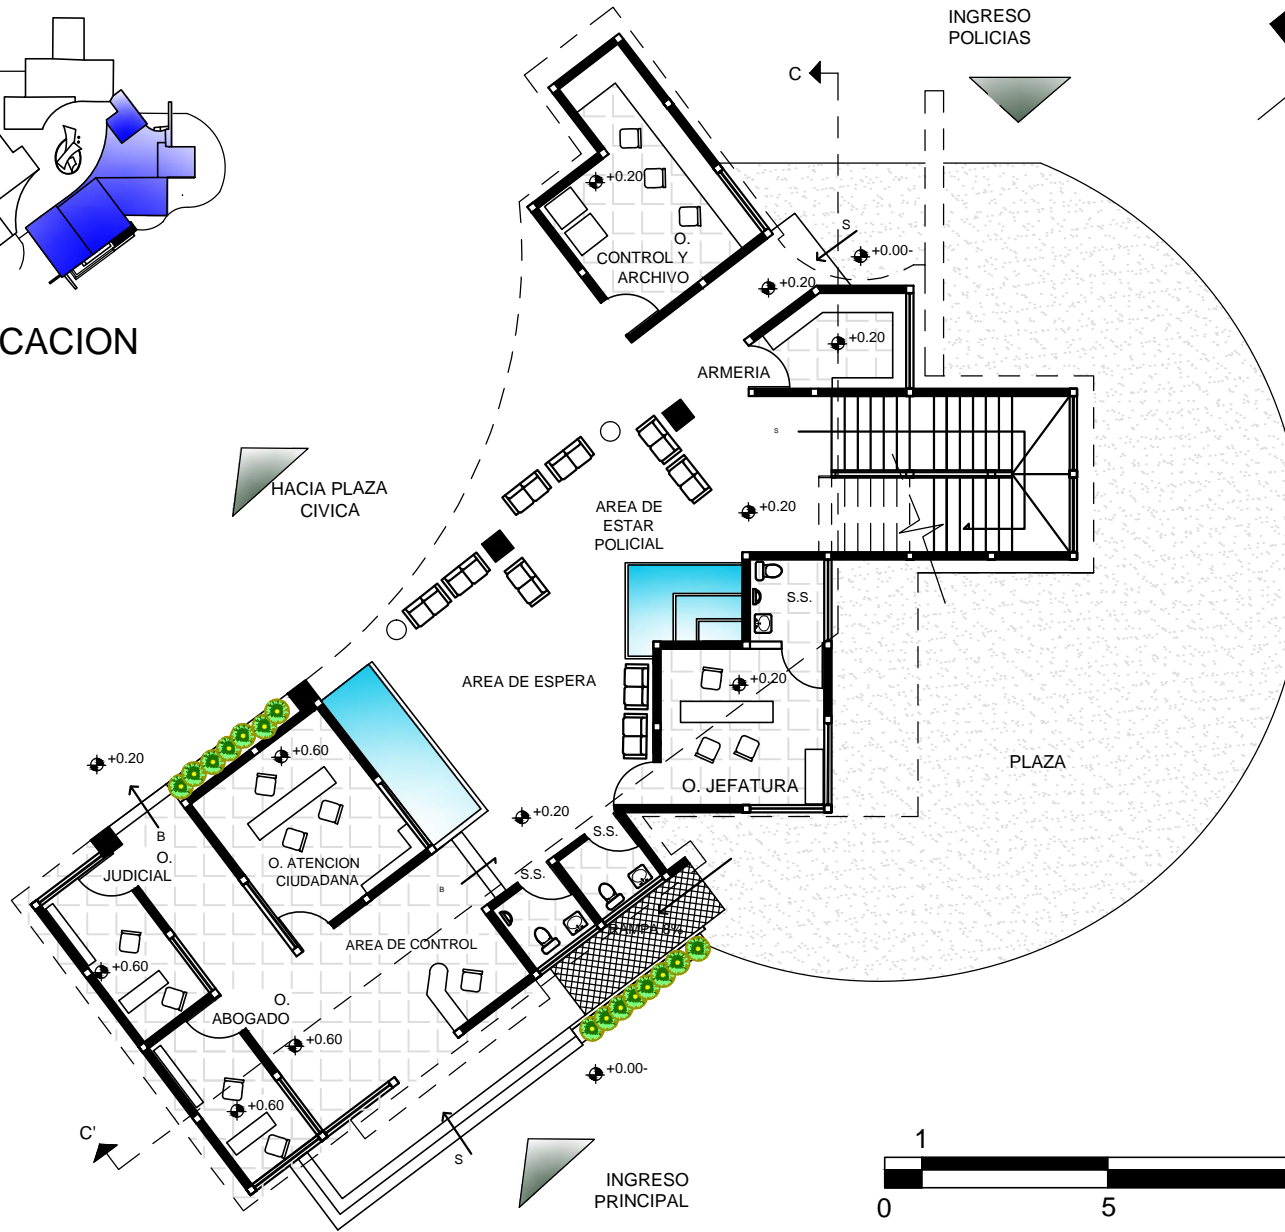 INGRESO
POLICIAS
C
+0.20
O.
CONTROL Y
ARCHIVO
S
+0.00-
+0.20
+0.20
CACION
ARMERIA
S
HACIA PLAZA
CIVICA
AREA DE
ESTAR
POLICIAL
+0.20
S.S.
AREA DE ESPERA
+0.20
+0.60
+0.20
PLAZA
O. JEFATURA
+0.20
B
S.S.
O.
JUDICIAL
O. ATENCION
CIUDADANA
S.S.
B
RAMPA 8%
AREA DE CONTROL
+0.60
O.
ABOGADO
+0.60
+0.00-
+0.60
C'
S
INGRESO
PRINCIPAL
1
0
5